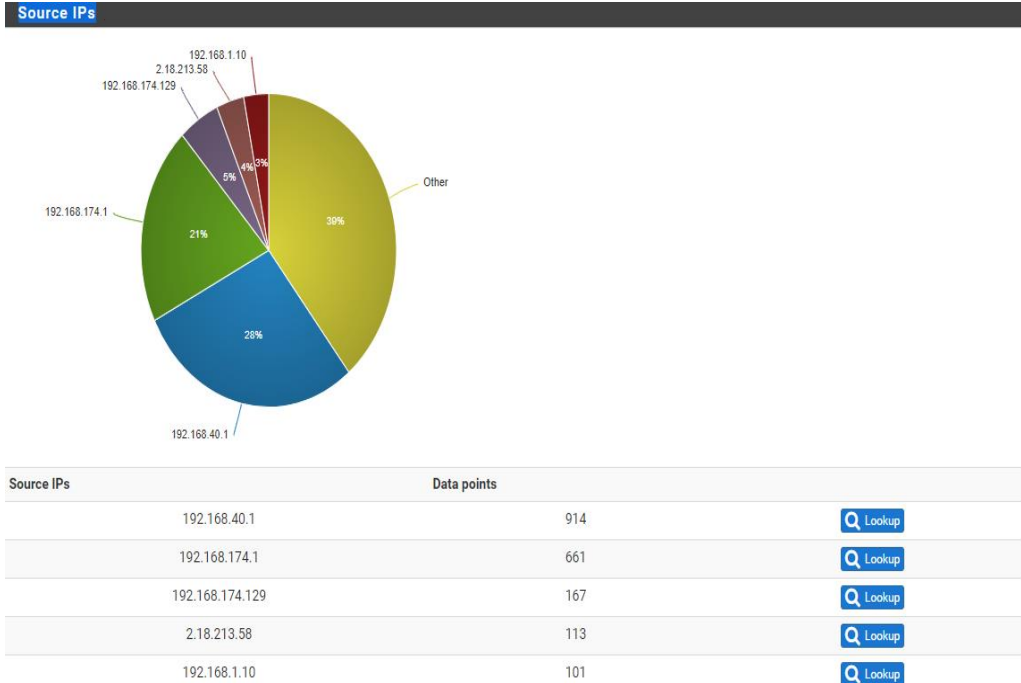 Source IPs
192.168.1.10
2.18.213.58
192.168.174.129
3%
4%
5%
Other
192.168.174.1
39%
21%
28%
192.168.40.1
Source IPs Data points
192.168.40.1 914 Lookup
192.168.174.1 661 Lookup
192.168.174.129 167 Lookup
2.18.213.58 113 Lookup
192.168.1.10 101 Lookup